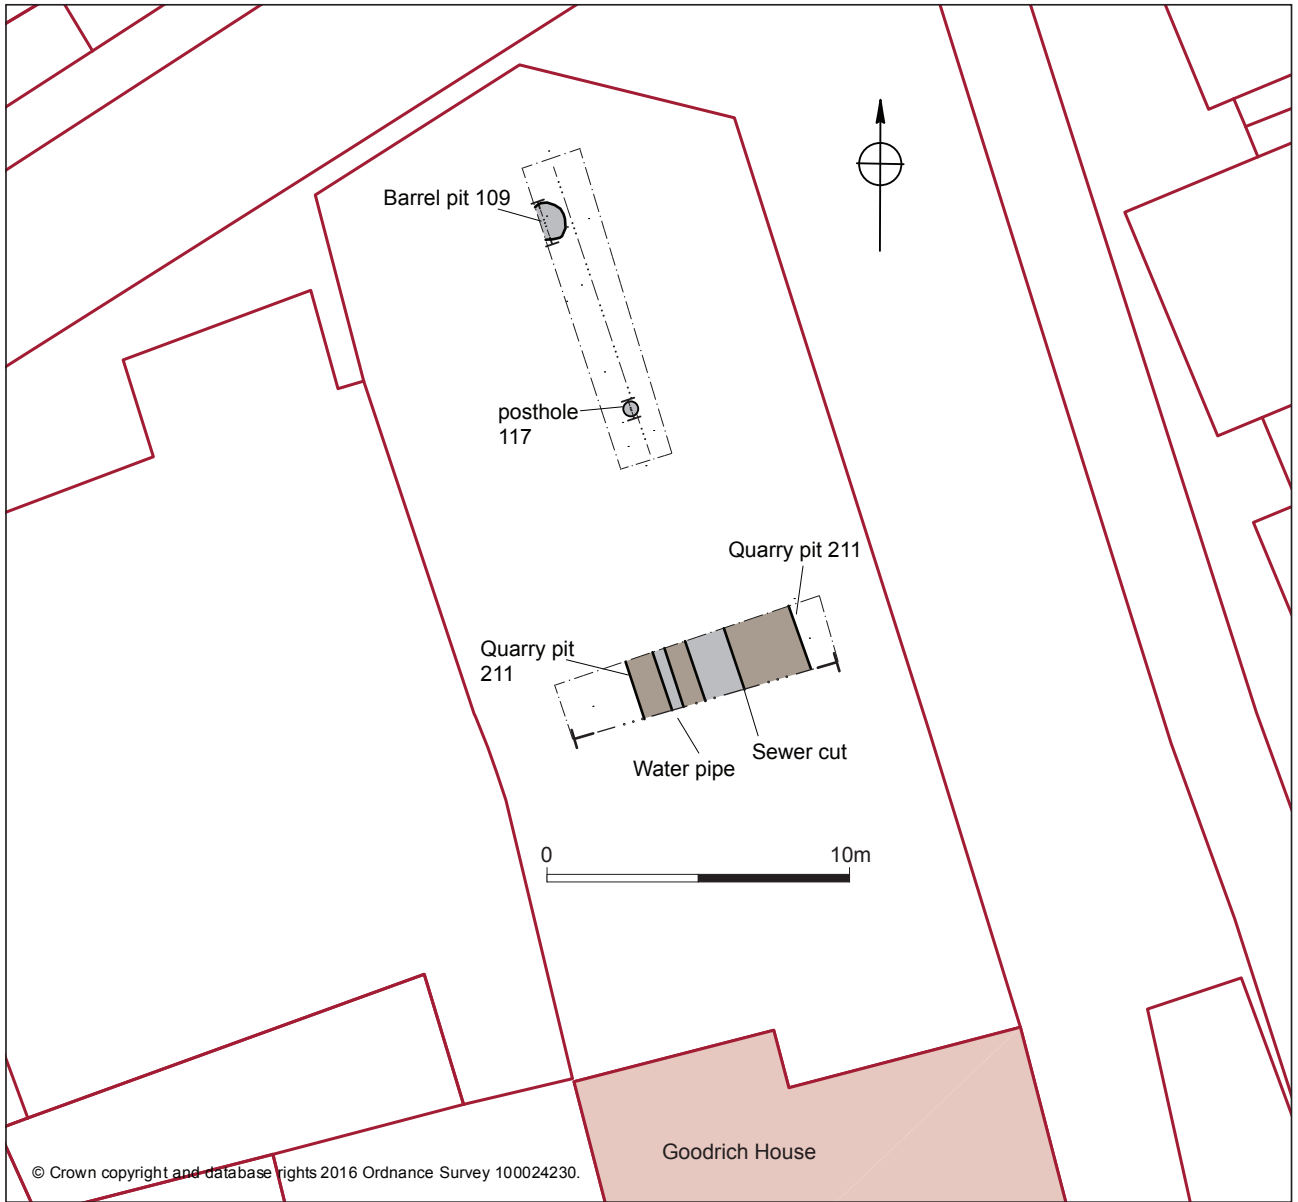 Barrel pit 109
posthole
117
Quarry pit 211
Quarry pit
211
Sewer cut
Water pipe
0 10m
Goodrich House
© Crown copyright and database rights 2016 Ordnance Survey 100024230.